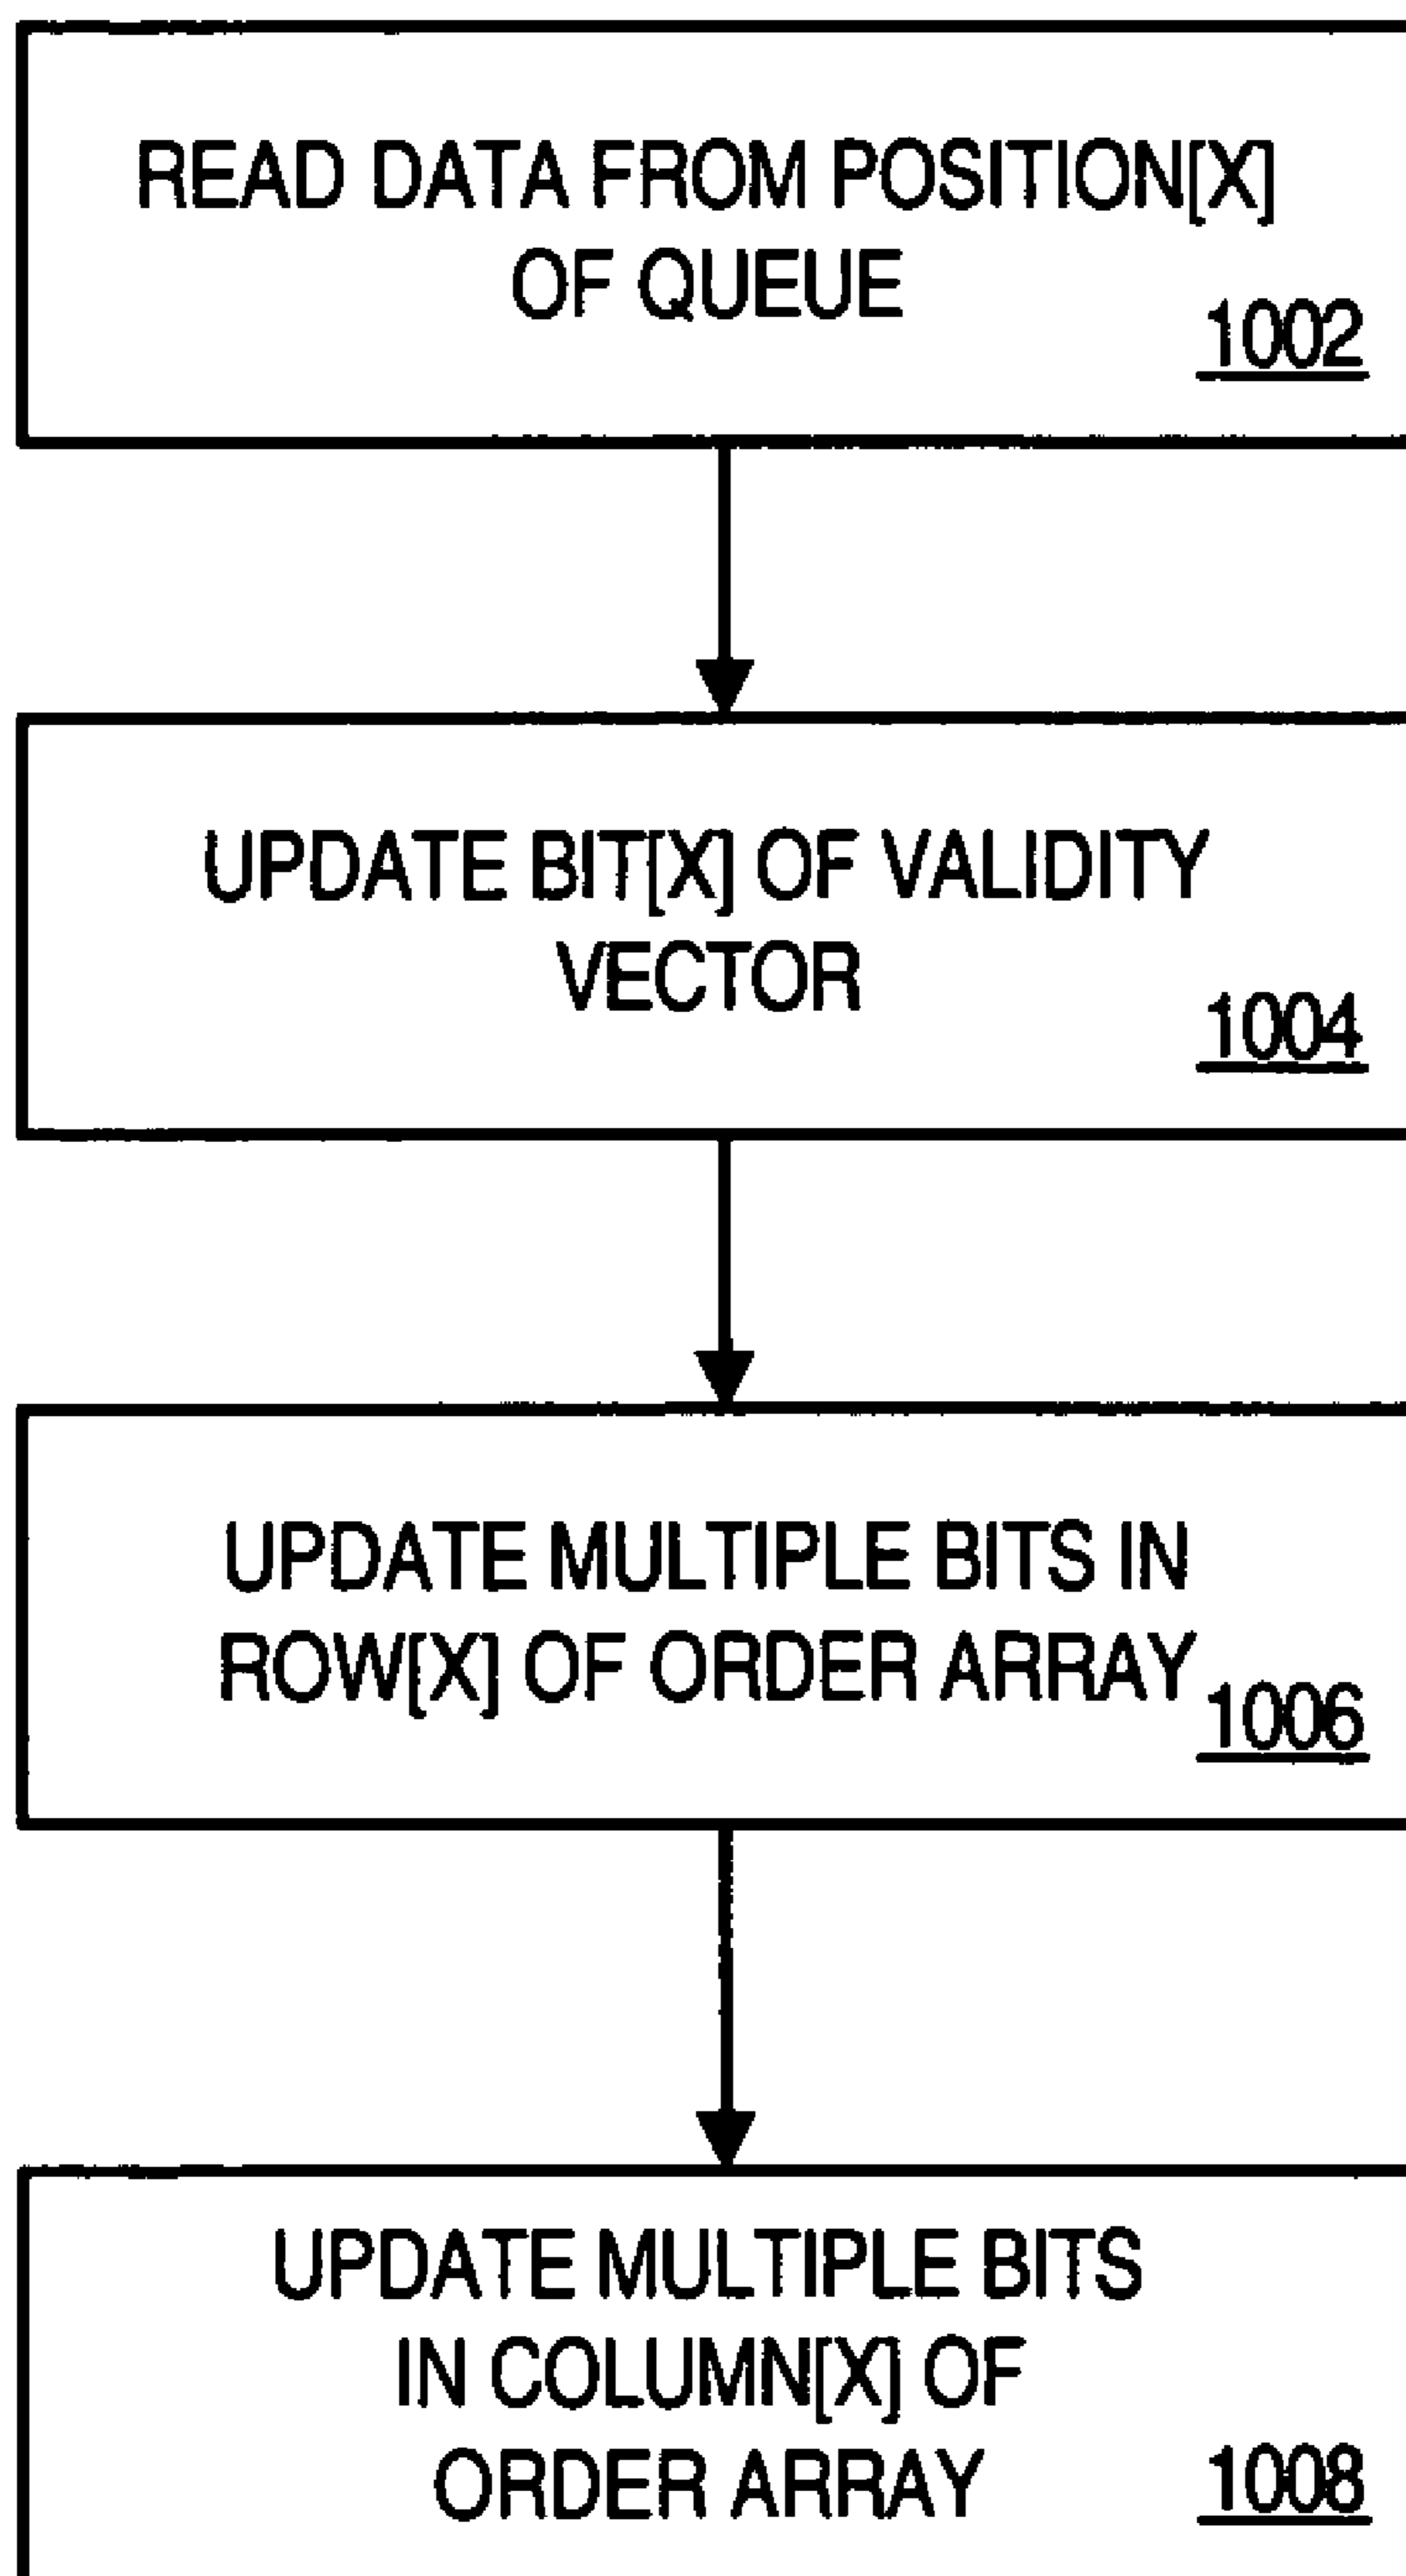 READ DATA FROM POSITION[X]
OF QUEUE
1002
UPDATE BIT[X] OF VALIDITY
VECTOR
1004
UPDATE MULTIPLE BITS IN
ROW[X] OF ORDER ARRAY
1006
UPDATE MULTIPLE BITS
IN COLUMN[X] OF
ORDER ARRAY
1008